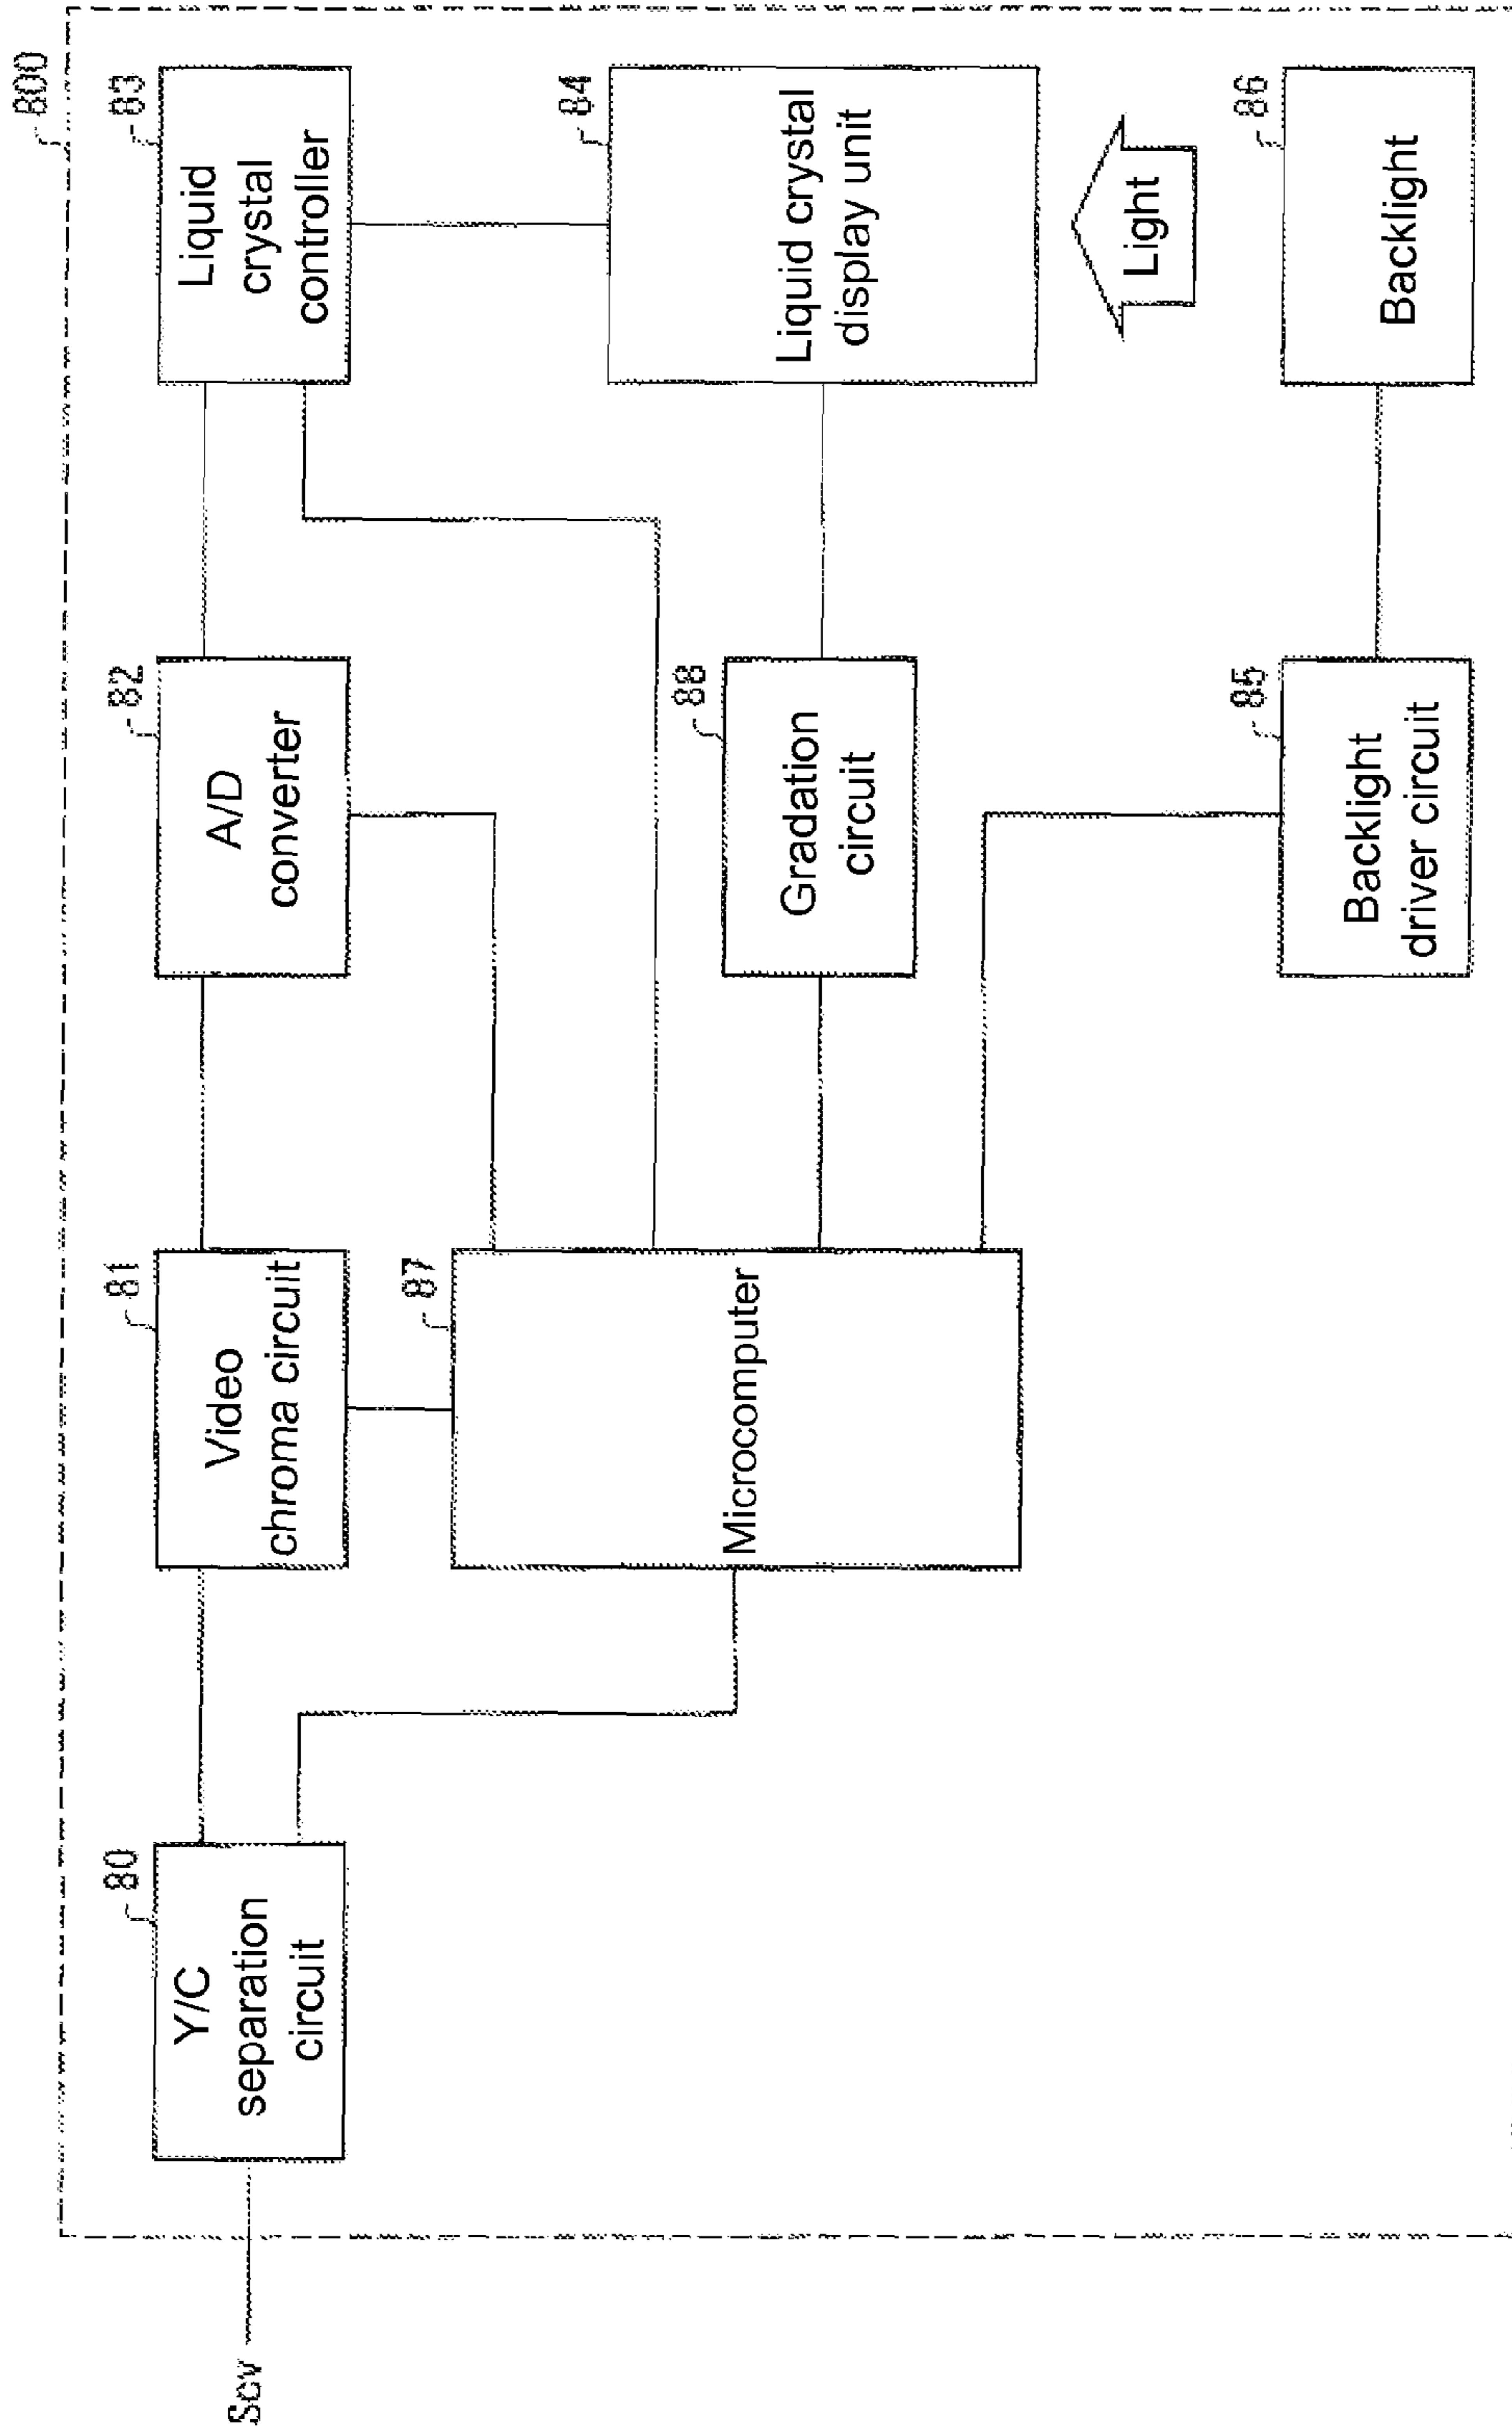 800
80
Y/C
separation
circuit
81
Video
chroma circuit
82
A/D
converter
83
Liquid
crystal
controller
Scv
87
Microcomputer
88
Gradation
circuit
84
Liquid crystal
display unit
Light
85
Backlight
driver circuit
86
Backlight